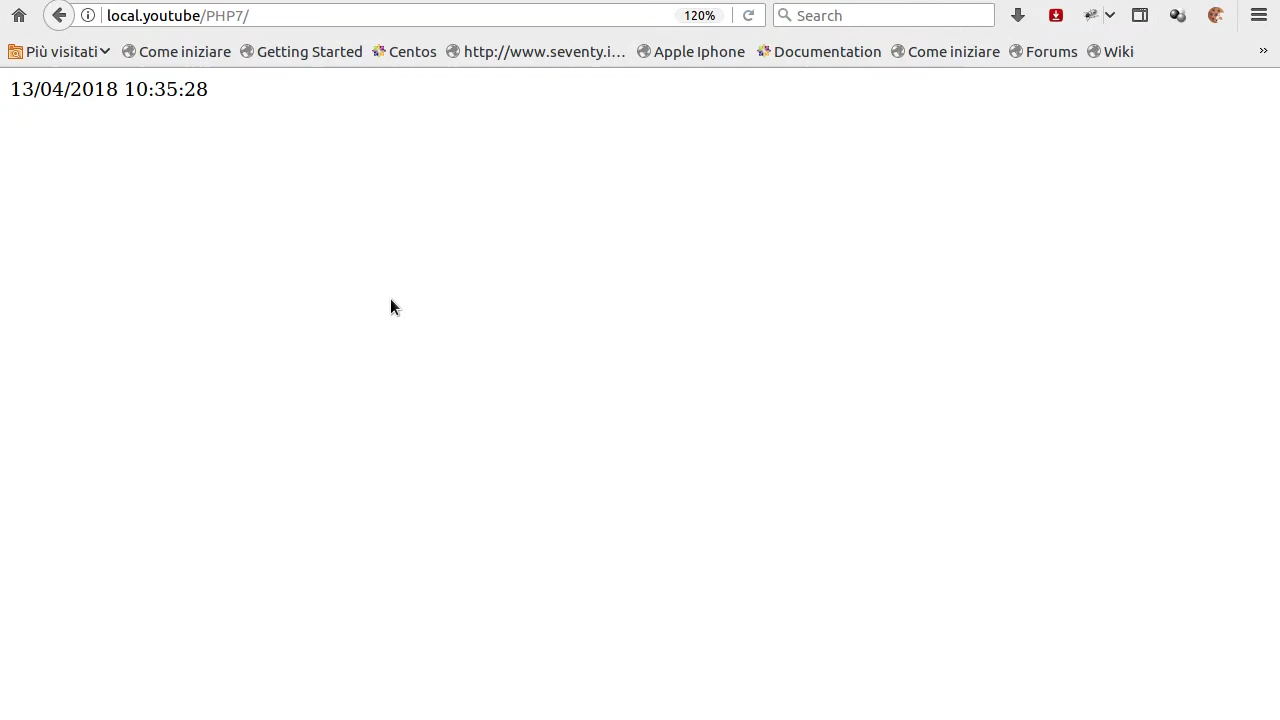 local.youtube/PHP7/ 120% Search
Più visitati Come iniziare Getting Started Centos http://www.seventy.i... Apple Iphone Documentation Come iniziare Forums Wiki »
13/04/2018 10:35:28